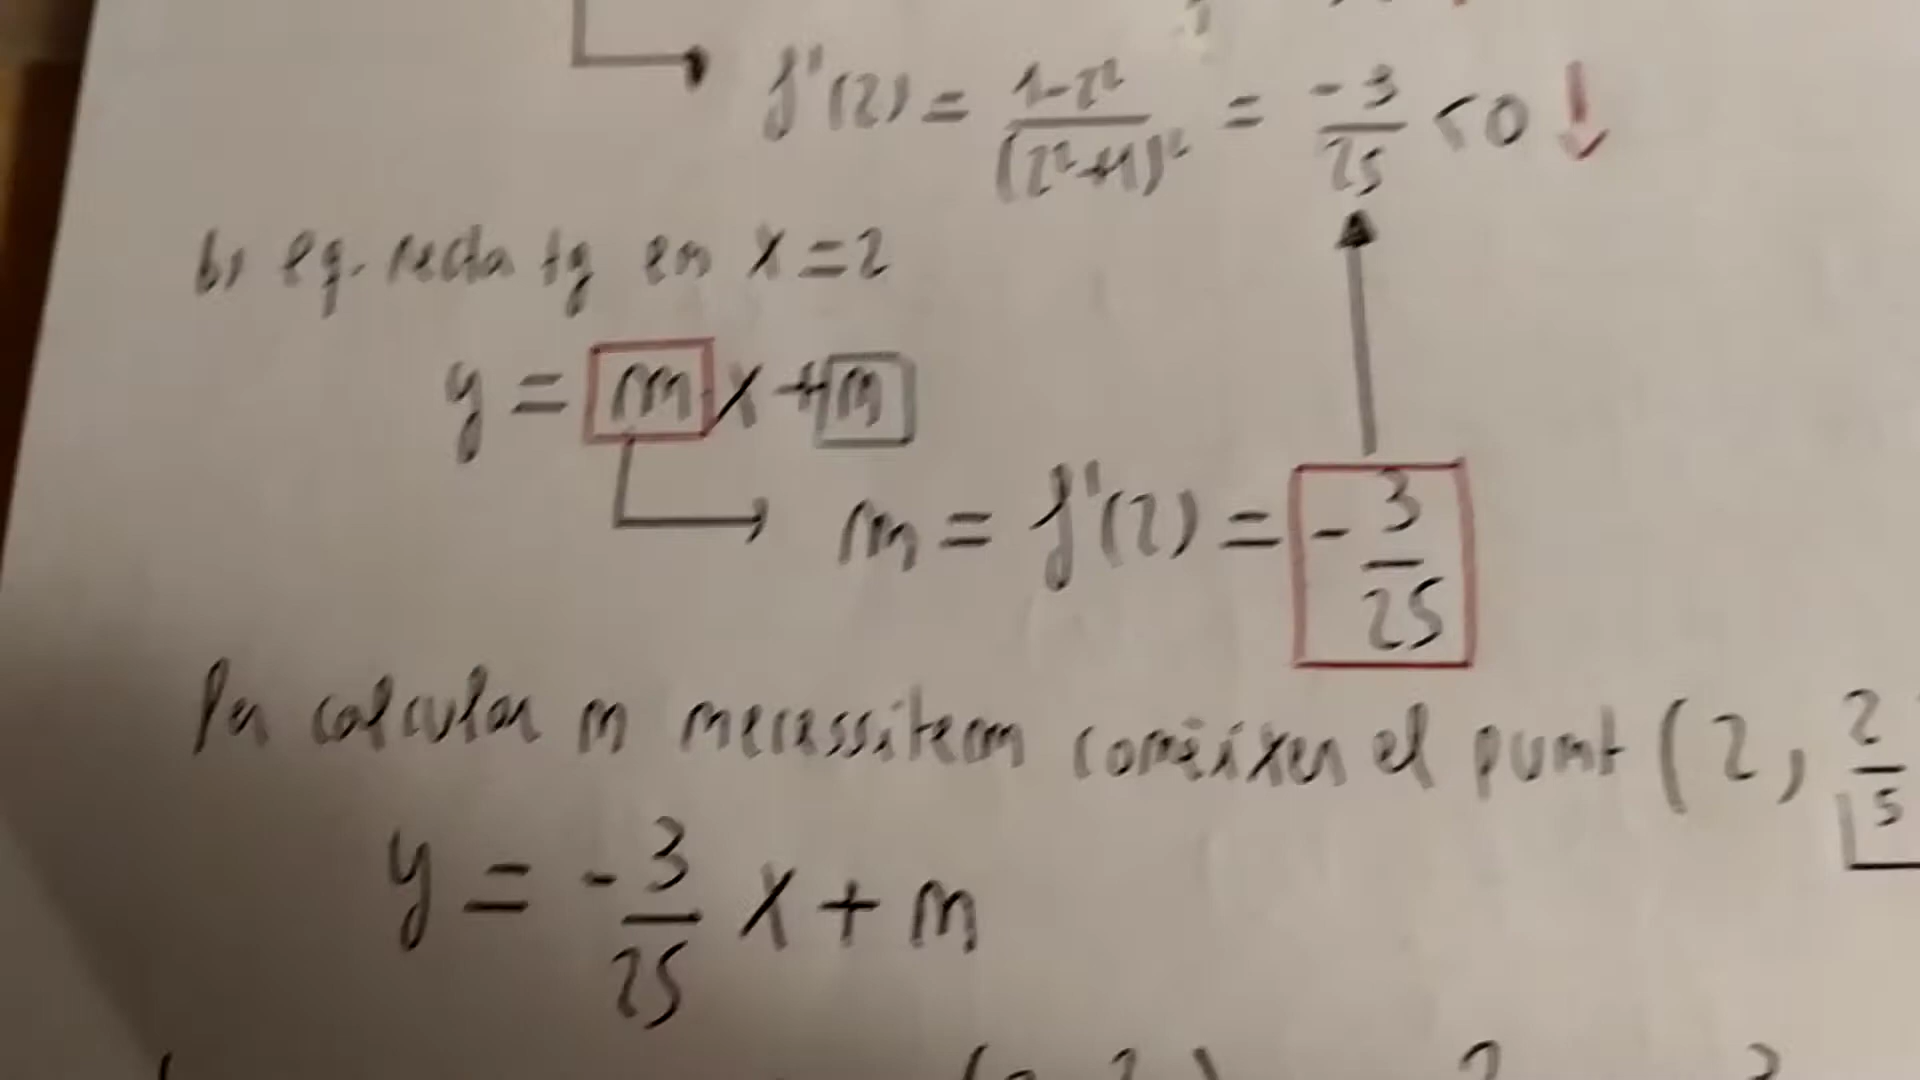 f'(2) = 1-2² / (2²+1)² = -3/25 < 0 ↓
b) eq. recta tg en x=2
y = m x + n
m = f'(2) = -3/25
Per calcular n necessitem conèixer el punt (2, 2/5
y = -3/25 x + n